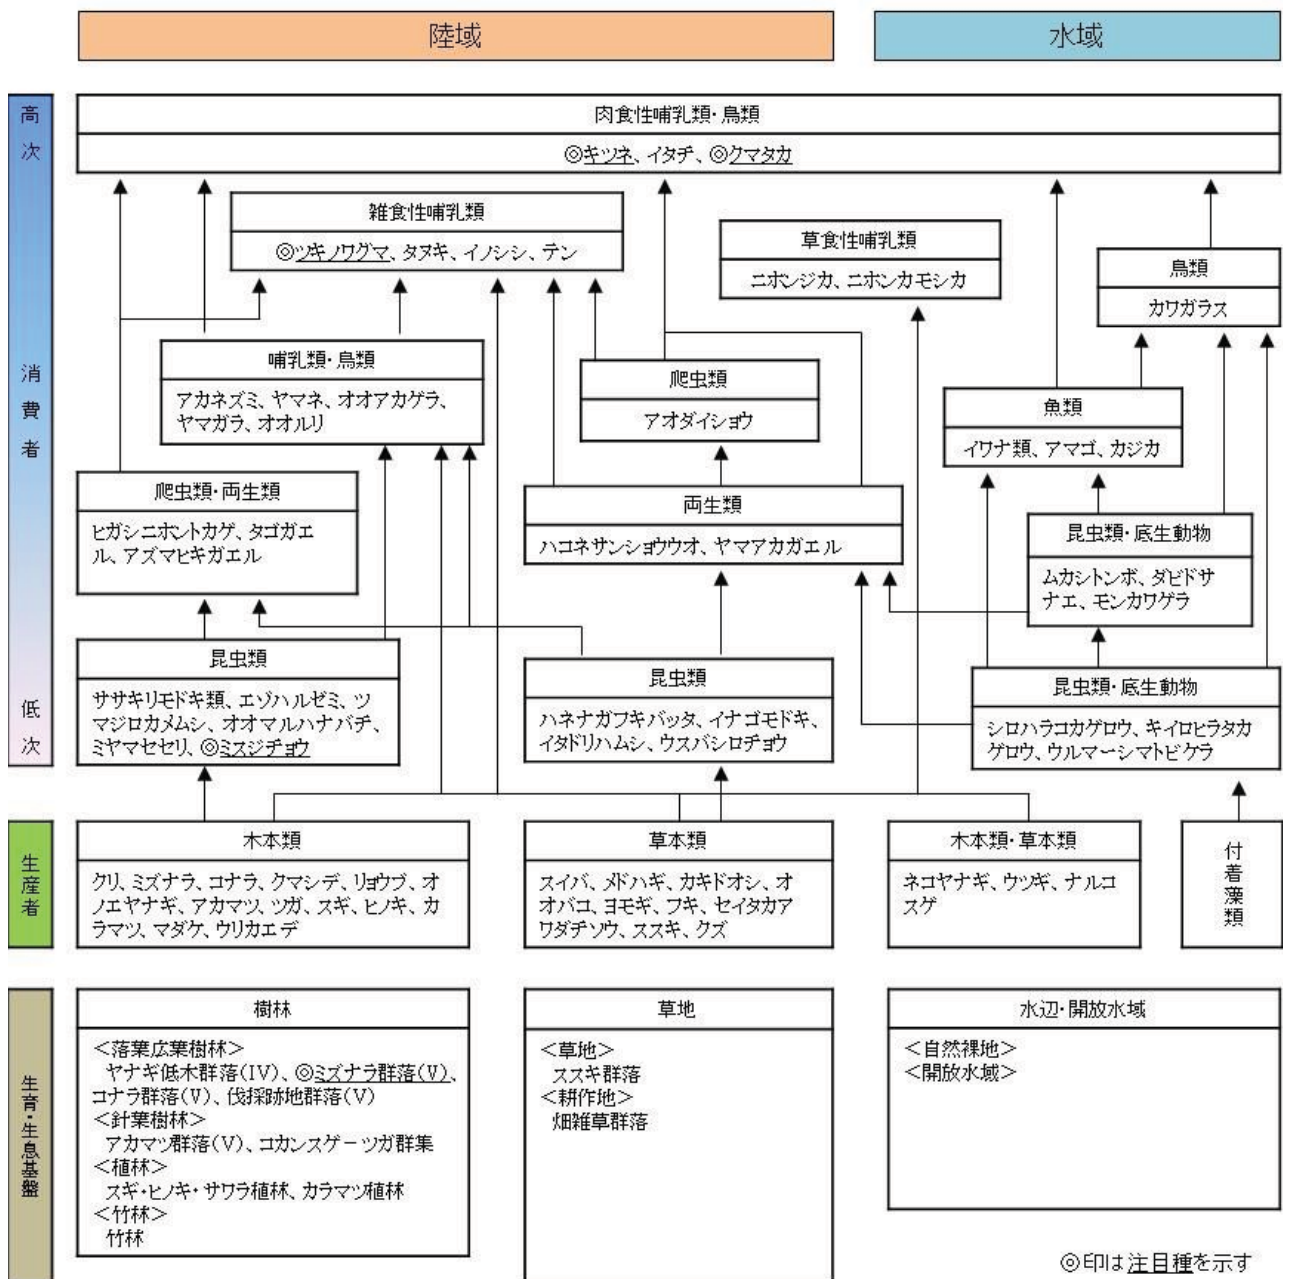 陸域
水域
高次
消費者
低次
生産者
生育・生息基盤
肉食性哺乳類・鳥類
◎キツネ、イタチ、◎クマタカ
雑食性哺乳類
◎ツキノワグマ、タヌキ、イノシシ、テン
草食性哺乳類
ニホンジカ、ニホンカモシカ
鳥類
カワガラス
哺乳類・鳥類
アカネズミ、ヤマネ、オオアカゲラ、
ヤマガラ、オオルリ
爬虫類
アオダイショウ
魚類
イワナ類、アマゴ、カジカ
爬虫類・両生類
ヒガシニホントカゲ、タゴガエ
ル、アズマヒキガエル
両生類
ハコネサンショウウオ、ヤマアカガエル
昆虫類・底生動物
ムカシトンボ、ダビドサ
ナエ、モンカワゲラ
昆虫類
ササキリモドキ類、エゾハルゼミ、ツ
マジロカメムシ、オオマルハナバチ、
ミヤマセセリ、◎ミスジチョウ
昆虫類
ハネナガフキバッタ、イナゴモドキ、
イタドリハムシ、ウスバシロチョウ
昆虫類・底生動物
シロハラコカゲロウ、キイロヒラタカ
ゲロウ、ウルマーシマトビケラ
木本類
クリ、ミズナラ、コナラ、クマシデ、リョウブ、オ
ノエヤナギ、アカマツ、ツガ、スギ、ヒノキ、カ
ラマツ、マダケ、ウリカエデ
草本類
スイバ、メドハギ、カキドオシ、オ
オバコ、ヨモギ、フキ、セイタカア
ワダチソウ、ススキ、クズ
木本類・草本類
ネコヤナギ、ウツギ、ナルコ
スゲ
付着藻類
樹林
＜落葉広葉樹林＞
ヤナギ低木群落(IV)、◎ミズナラ群落(V)、
コナラ群落(V)、伐採跡地群落(V)
＜針葉樹林＞
アカマツ群落(V)、コカンスゲーツガ群集
＜植林＞
スギ・ヒノキ・サワラ植林、カラマツ植林
＜竹林＞
竹林
草地
＜草地＞
ススキ群落
＜耕作地＞
畑雑草群落
水辺・開放水域
＜自然裸地＞
＜開放水域＞
◎印は注目種を示す